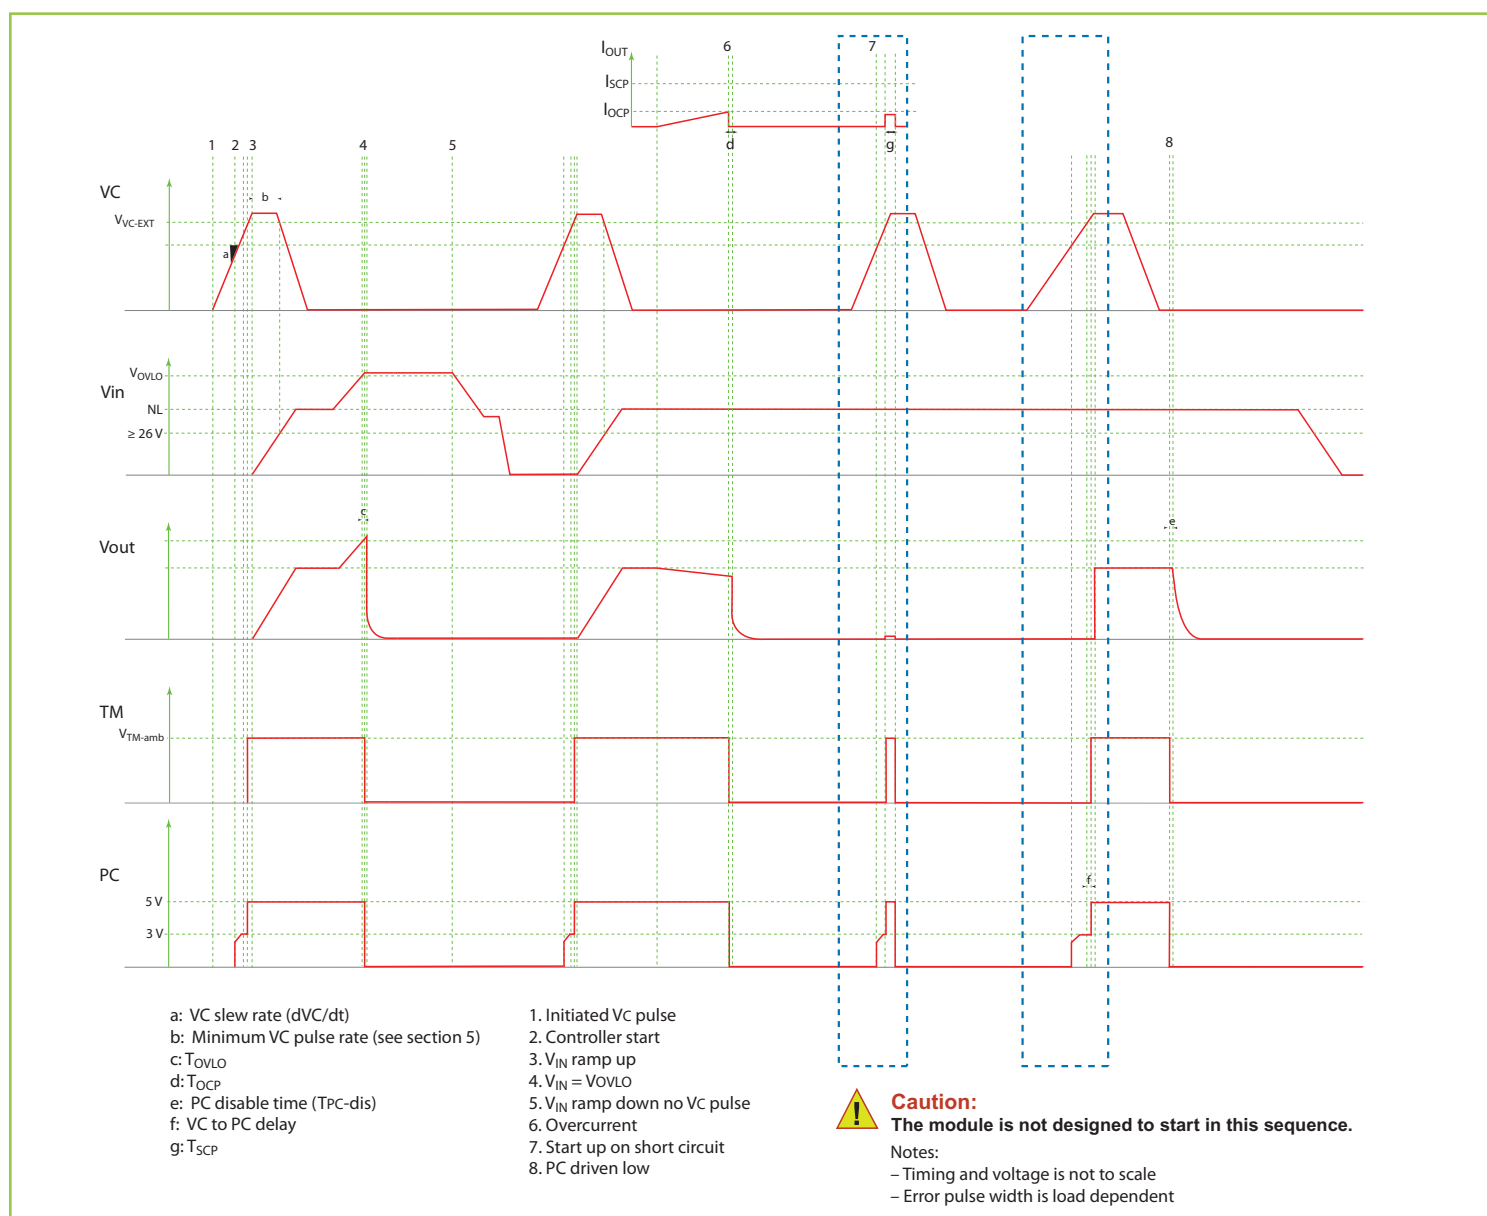 IOUT
6
7
ISCP
IOCP
d
g
1
2
3
4
5
8
VC
b
VVC-EXT
a
VOVLO
Vin
NL
≥ 26 V
c
e
Vout
TM
VTM-amb
PC
f
5 V
3 V
a: VC slew rate (dVC/dt)
b: Minimum VC pulse rate (see section 5)
c: TOVLO
d: TOCP
e: PC disable time (TPC-dis)
f: VC to PC delay
g: TSCP
1. Initiated VC pulse
2. Controller start
3. VIN ramp up
4. VIN = VOVLO
5. VIN ramp down no VC pulse
6. Overcurrent
7. Start up on short circuit
8. PC driven low
!
Caution:
The module is not designed to start in this sequence.
Notes:
– Timing and voltage is not to scale
– Error pulse width is load dependent